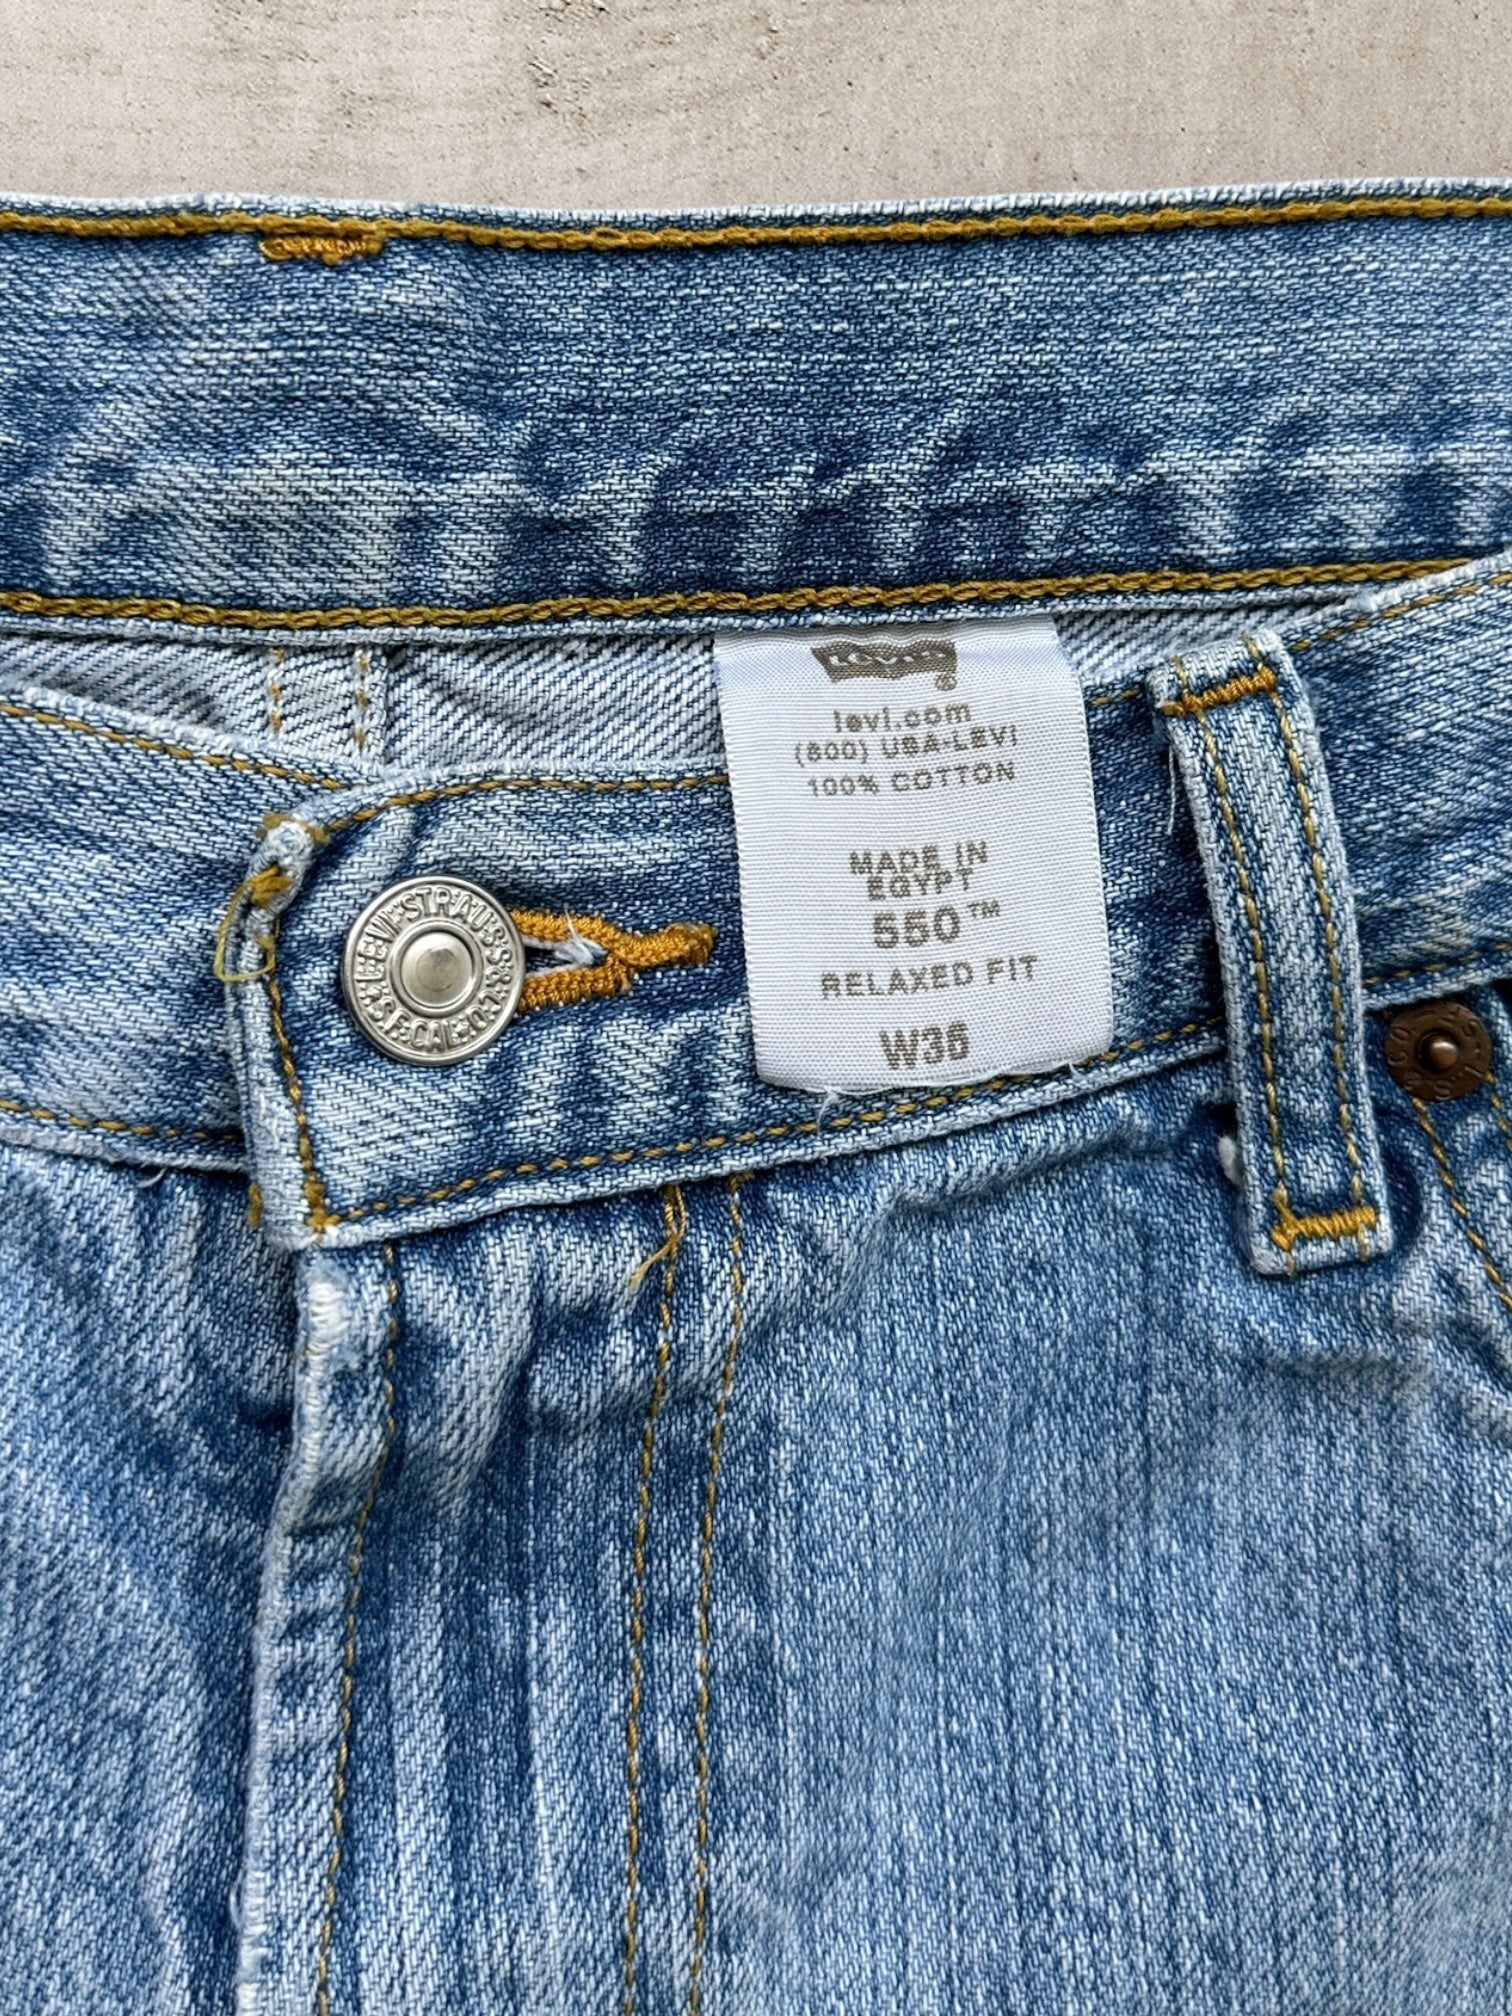 Levi's
®
levi.com
(800) USA-LEVI
100% COTTON
MADE IN
EGYPT
550™
RELAXED FIT
W36
LEVI STRAUSS & CO. S.F. CAL